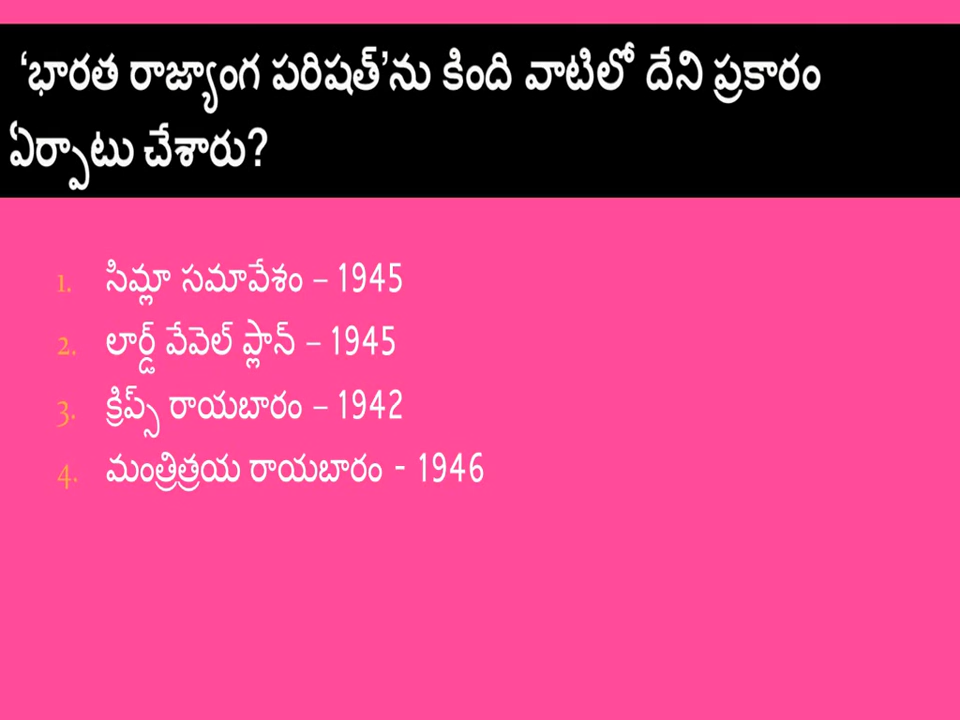 ‘భారత రాజ్యాంగ పరిషత్’ను కింది వాటిలో దేని ప్రకారం
ఏర్పాటు చేశారు?
1. సిమ్లా సమావేశం – 1945
2. లార్డ్ వేవెల్ ప్లాన్ – 1945
3. క్రిప్స్ రాయబారం – 1942
4. మంత్రిత్రయ రాయబారం - 1946